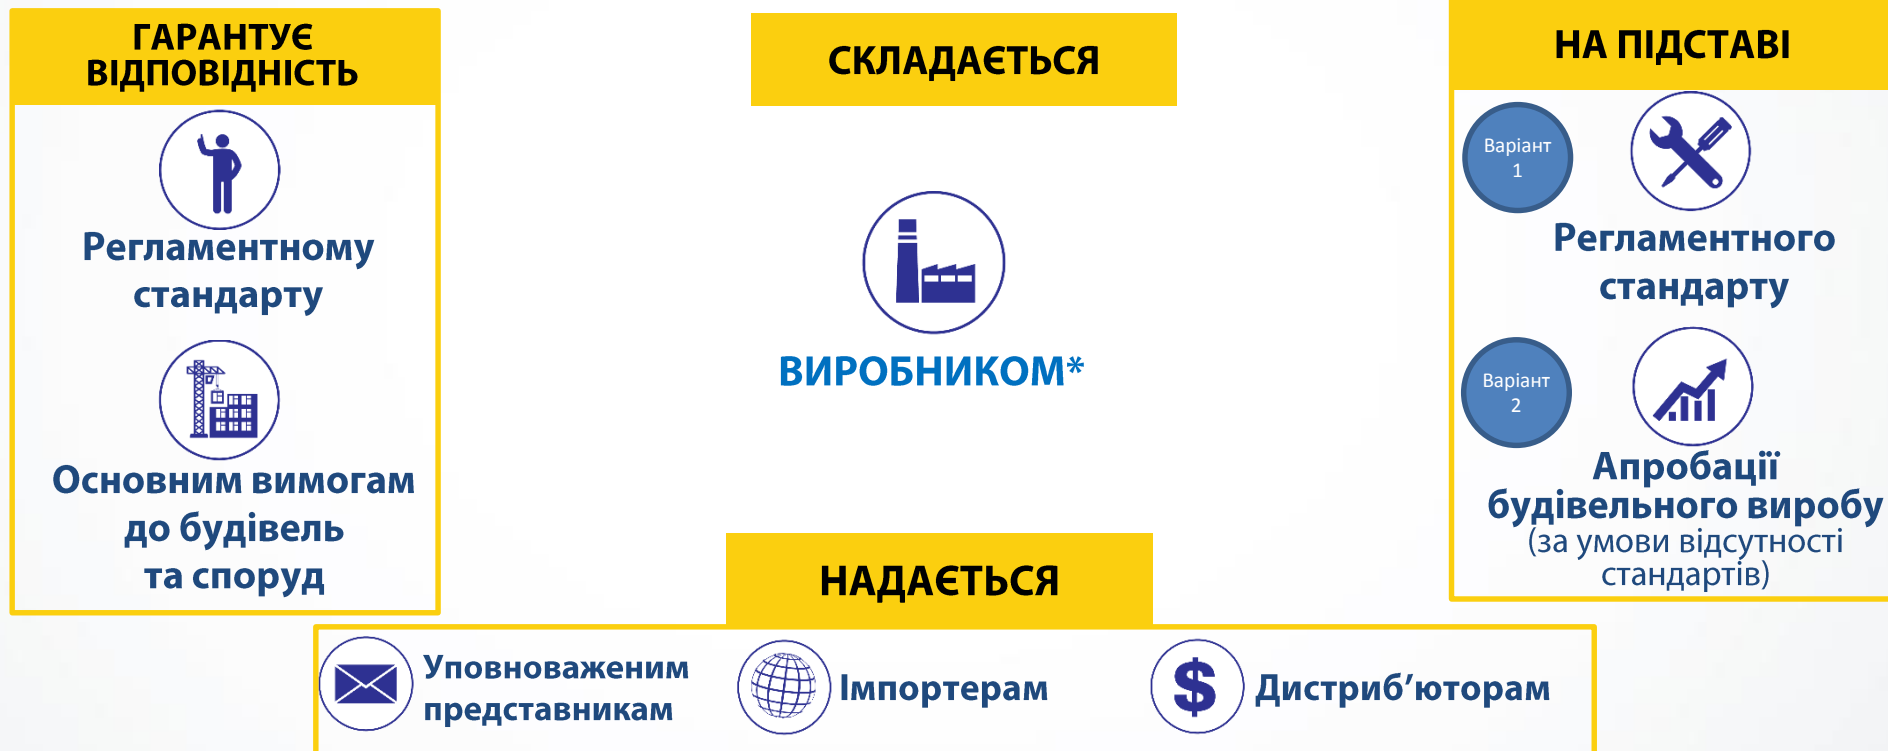 ГАРАНТУЄ
ВІДПОВІДНІСТЬ
Регламентному
стандарту
Основним вимогам
до будівель
та споруд
СКЛАДАЄТЬСЯ
ВИРОБНИКОМ*
НА ПІДСТАВІ
Варіант
1
Регламентного
стандарту
Варіант
2
Апробації
будівельного виробу
(за умови відсутності
стандартів)
НАДАЄТЬСЯ
Уповноваженим
представникам
Імпортерам
Дистриб’юторам